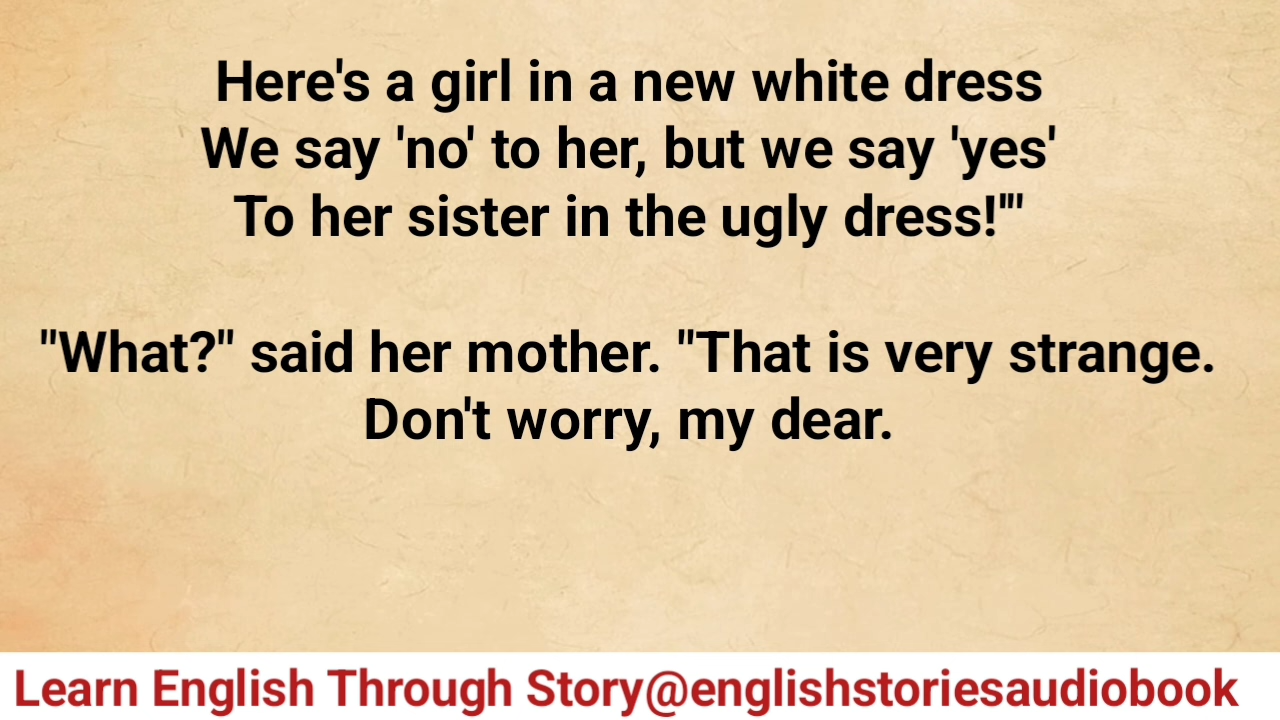 Here's a girl in a new white dress
We say 'no' to her, but we say 'yes'
To her sister in the ugly dress!'"
"What?" said her mother. "That is very strange.
Don't worry, my dear.
Learn English Through Story@englishstoriesaudiobook